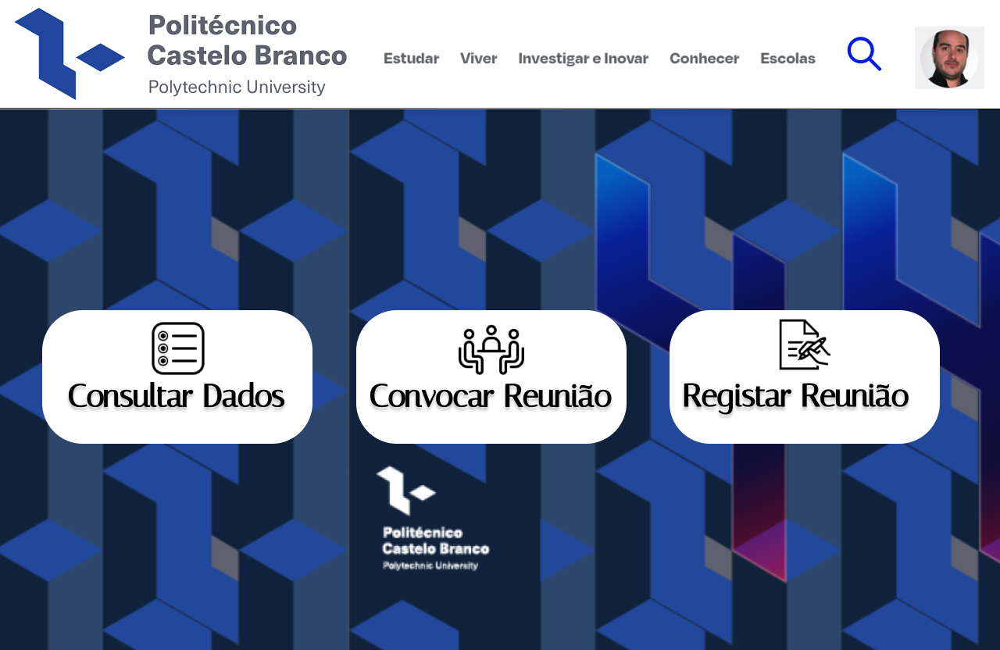 Politécnico
Castelo Branco
Polytechnic University
Estudar Viver Investigar e Inovar Conhecer Escolas
Consultar Dados
Convocar Reunião
Registar Reunião
Politécnico
Castelo Branco
Polytechnic University